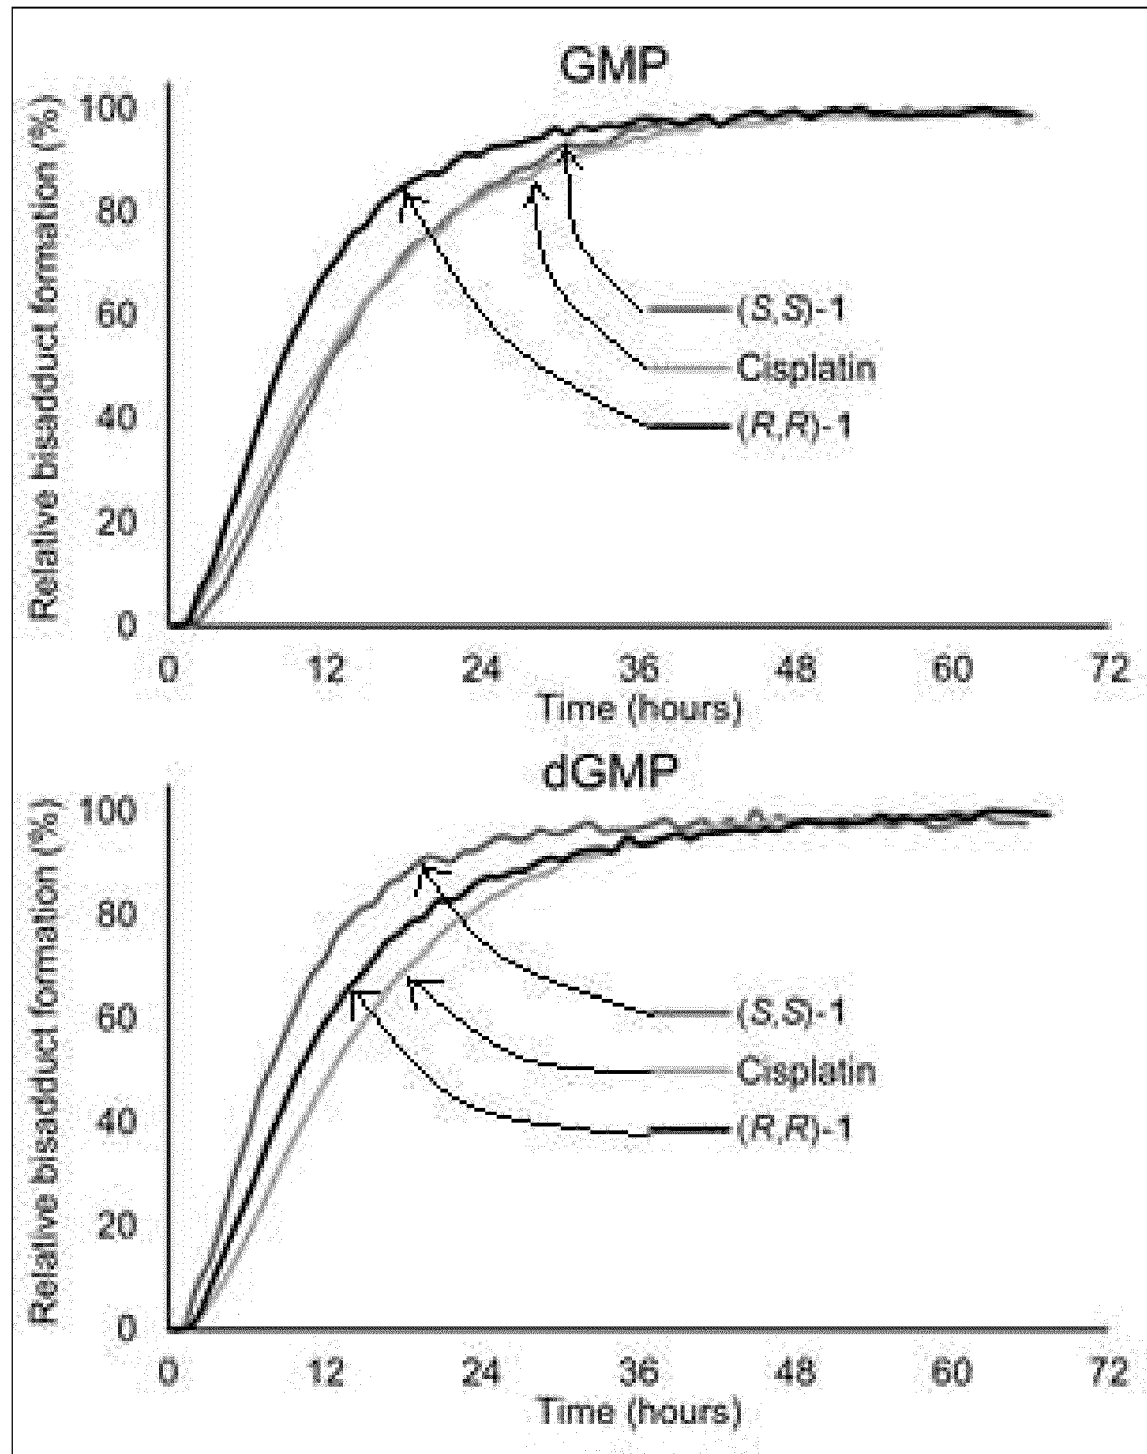 GMP
Relative bisadduct formation (%)
100
80
60
40
20
0
(S,S)-1
Cisplatin
(R,R)-1
0 12 24 36 48 60 72
Time (hours)
dGMP
Relative bisadduct formation (%)
100
80
60
40
20
0
(S,S)-1
Cisplatin
(R,R)-1
0 12 24 36 48 60 72
Time (hours)